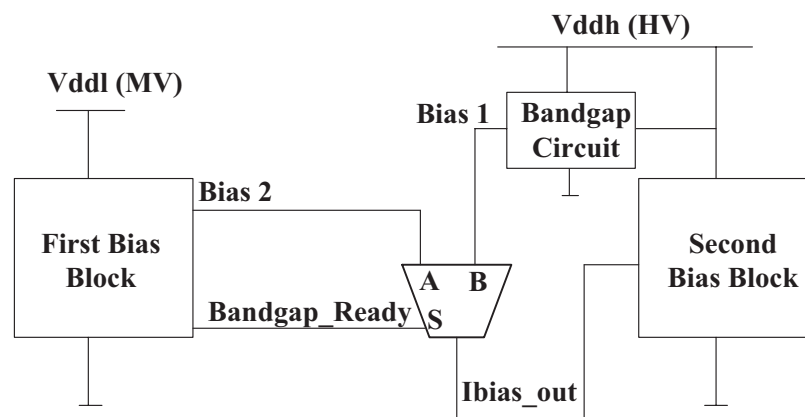 Vddh (HV)
Vddl (MV)
Bias 1
Bandgap
Circuit
Bias 2
First Bias
Block
A
B
Second
Bias Block
Bandgap_Ready
S
Ibias_out